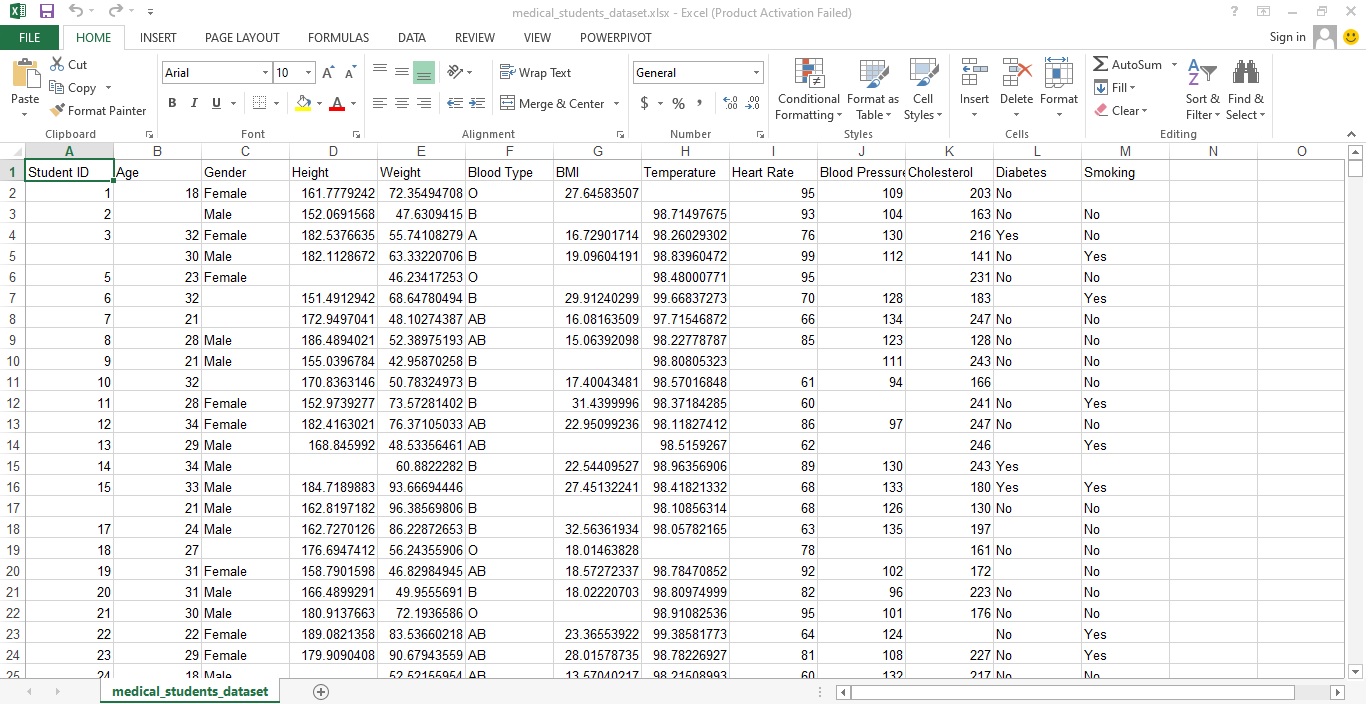 medical_students_dataset.xlsx - Excel (Product Activation Failed)
FILE HOME INSERT PAGE LAYOUT FORMULAS DATA REVIEW VIEW POWERPIVOT Sign in
Cut
Copy
Format Painter
Paste
Clipboard
Arial 10
B I U
Font
Wrap Text
Merge & Center
Alignment
General
$ % ,
Number
Conditional Formatting
Format as Table
Cell Styles
Styles
Insert Delete Format
Cells
AutoSum
Fill
Clear
Sort & Filter
Find & Select
Editing
A B C D E F G H I J K L M N O
1 Student ID Age Gender Height Weight Blood Type BMI Temperature Heart Rate Blood Pressure Cholesterol Diabetes Smoking
2 1 18 Female 161.7779242 72.35494708 O 27.64583507 95 109 203 No
3 2 Male 152.0691568 47.6309415 B 98.71497675 93 104 163 No No
4 3 32 Female 182.5376635 55.74108279 A 16.72901714 98.26029302 76 130 216 Yes No
5 30 Male 182.1128672 63.33220706 B 19.09604191 98.83960472 99 112 141 No Yes
6 5 23 Female 46.23417253 O 98.48000771 95 231 No No
7 6 32 151.4912942 68.64780494 B 29.91240299 99.66837273 70 128 183 Yes
8 7 21 172.9497041 48.10274387 AB 16.08163509 97.71546872 66 134 247 No No
9 8 28 Male 186.4894021 52.38975193 AB 15.06392098 98.22778787 85 123 128 No No
10 9 21 Male 155.0396784 42.95870258 B 98.80805323 111 243 No No
11 10 32 170.8363146 50.78324973 B 17.40043481 98.57016848 61 94 166 No
12 11 28 Female 152.9739277 73.57281402 B 31.4399996 98.37184285 60 241 No Yes
13 12 34 Female 182.4163021 76.37105033 AB 22.95099236 98.11827412 86 97 247 No No
14 13 29 Male 168.845992 48.53356461 AB 98.5159267 62 246 Yes
15 14 34 Male 60.8822282 B 22.54409527 98.96356906 89 130 243 Yes
16 15 33 Male 184.7189883 93.66694446 27.45132241 98.41821332 68 133 180 Yes Yes
17 21 Male 162.8197182 96.38569806 B 98.10856314 68 126 130 No No
18 17 24 Male 162.7270126 86.22872653 B 32.56361934 98.05782165 63 135 197 No
19 18 27 176.6947412 56.24355906 O 18.01463828 78 161 No No
20 19 31 Female 158.7901598 46.82984945 AB 18.57272337 98.78470852 92 102 172 No
21 20 31 Male 166.4899291 49.9555691 B 18.02220703 98.80974999 82 96 223 No No
22 21 30 Male 180.9137663 72.1936586 O 98.91082536 95 101 176 No No
23 22 22 Female 189.0821358 83.53660218 AB 23.36553922 99.38581773 64 124 No Yes
24 23 29 Female 179.9090408 90.67943559 AB 28.01578735 98.78226927 81 108 227 No Yes
25 24 18 Male 52.52155954 AB 13.57040217 98.21508993 60 132 217 No No
medical_students_dataset